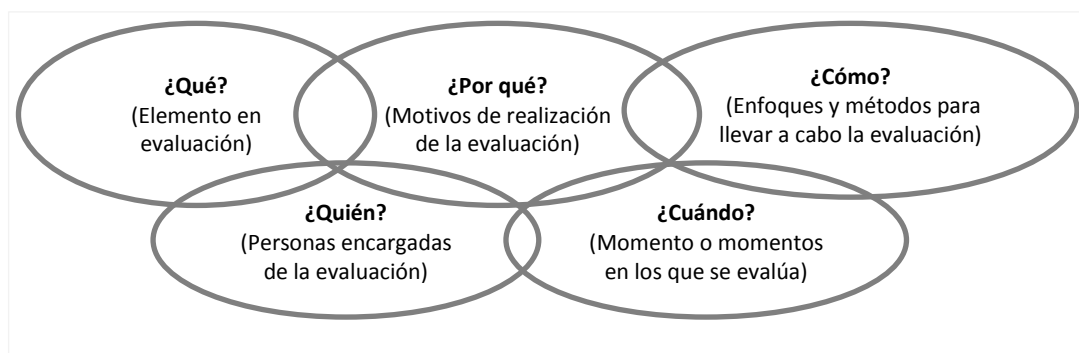 ¿Qué?
(Elemento en
evaluación)
¿Por qué?
(Motivos de realización
de la evaluación)
¿Cómo?
(Enfoques y métodos para
llevar a cabo la evaluación)
¿Quién?
(Personas encargadas
de la evaluación)
¿Cuándo?
(Momento o momentos
en los que se evalúa)